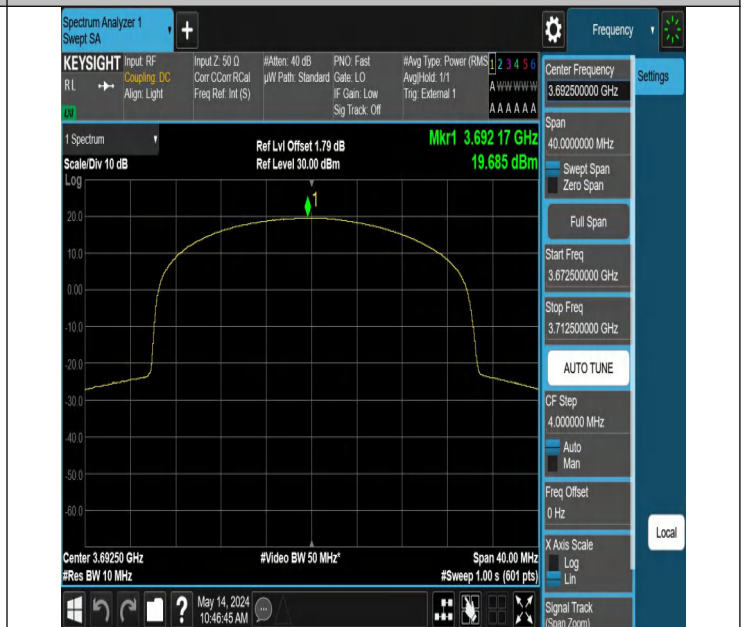 Spectrum Analyzer 1
Swept SA
+
Frequency
KEYSIGHT
RL
Input: RF
Coupling: DC
Align: Light
Input Z: 50 Ω
Corr CCorr RCal
Freq Ref: Int (S)
#Atten: 40 dB
µW Path: Standard
PNO: Fast
Gate: LO
IF Gain: Low
Sig Track: Off
#Avg Type: Power (RMS
Avg|Hold: 1/1
Trig: External 1
1 2 3 4 5 6
A W W W W W
A A A A A A
1 Spectrum
Scale/Div 10 dB
Log
Ref Lvl Offset 1.79 dB
Ref Level 30.00 dBm
Mkr1 3.692 17 GHz
19.685 dBm
1
20.0
10.0
0.00
-10.0
-20.0
-30.0
-40.0
-50.0
-60.0
Center 3.69250 GHz
#Res BW 10 MHz
#Video BW 50 MHz*
Span 40.00 MHz
#Sweep 1.00 s (601 pts)
?
May 14, 2024
10:46:45 AM
Center Frequency
3.692500000 GHz
Settings
Span
40.0000000 MHz
Swept Span
Zero Span
Full Span
Start Freq
3.672500000 GHz
Stop Freq
3.712500000 GHz
AUTO TUNE
CF Step
4.000000 MHz
Auto
Man
Freq Offset
0 Hz
Local
X Axis Scale
Log
Lin
Signal Track
(Span Zoom)